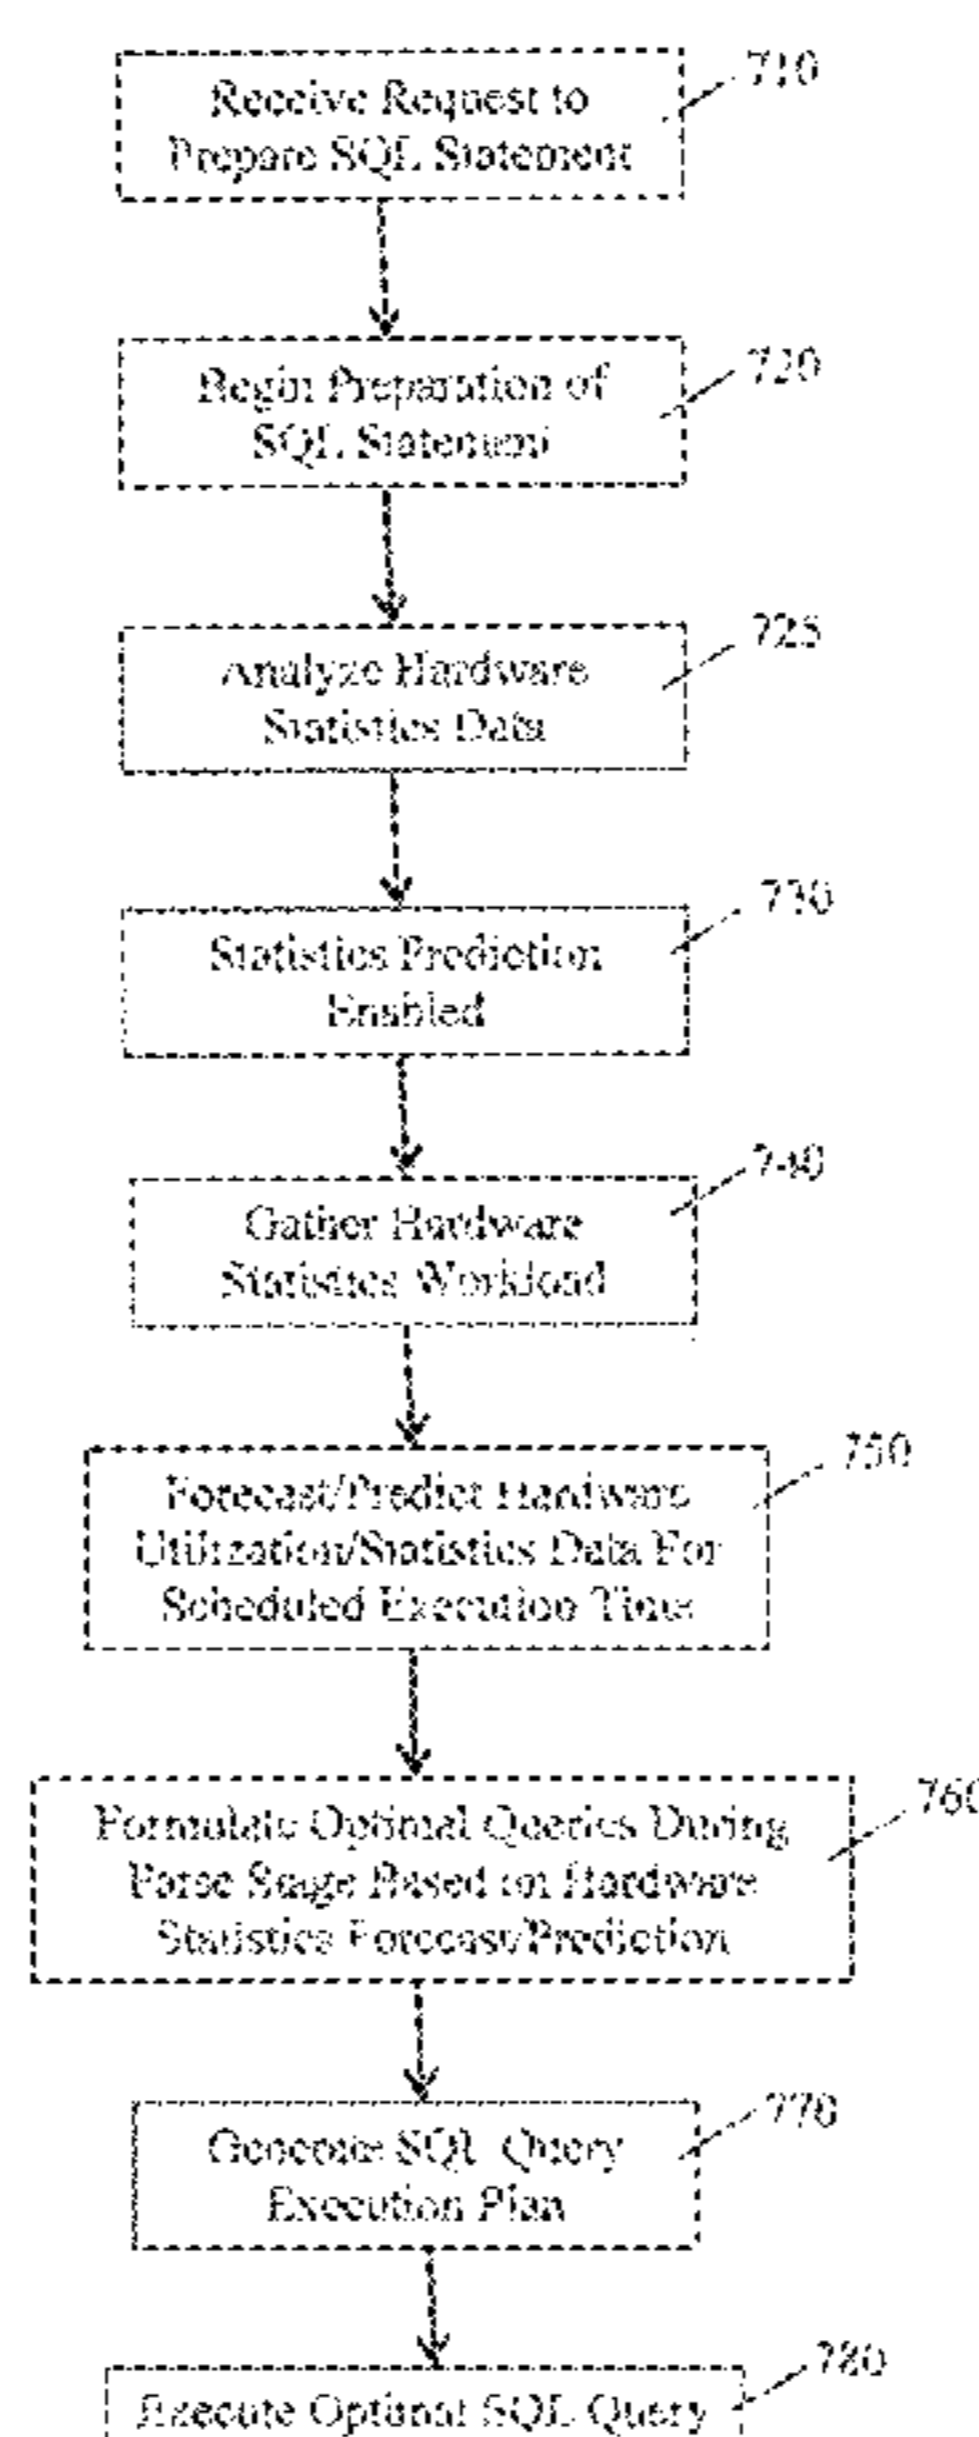 710
Receive Request to
Prepare SQL Statement
720
Begin Preparation of
SQL Statement
725
Analyze Hardware
Statistics Data
730
Statistics Prediction
Enabled
740
Gather Hardware
Statistics Workload
750
Forecast/Predict Hardware
Utilization/Statistics Data For
Scheduled Execution Time
760
Formulate Optimal Queries During
Parse Stage Based on Hardware
Statistics Forecast/Prediction
770
Generate SQL Query
Execution Plan
780
Execute Optimal SQL Query